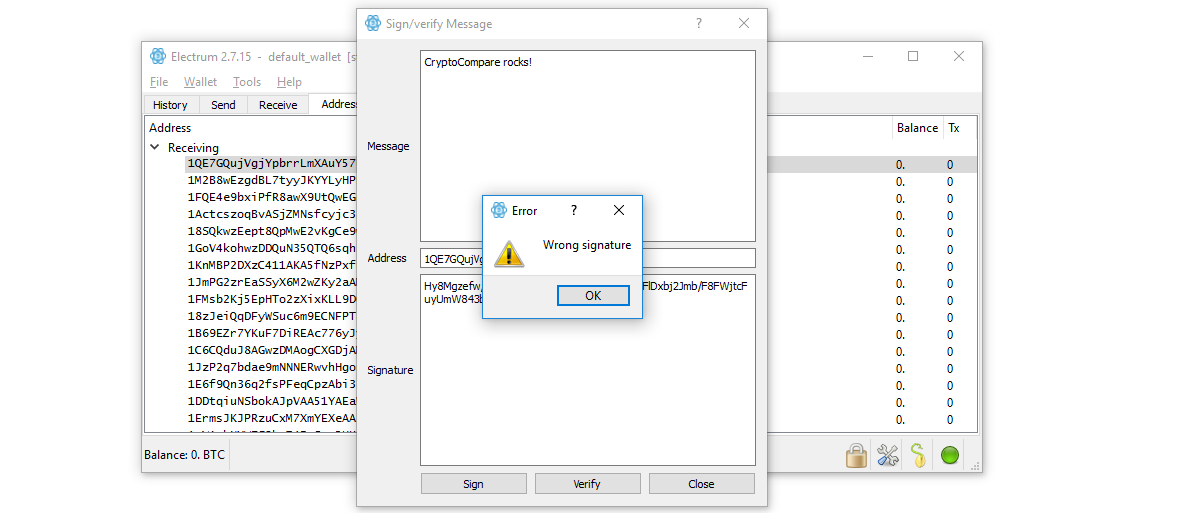 Sign/verify Message
?
Electrum 2.7.15 - default_wallet [s
File Wallet Tools Help
History Send Receive Addres
Address
Balance Tx
Receiving
1QE7GQujVgjYpbrrLmXAuY57 0. 0
1M2B8wEzgdBL7tyyJKYYLyHP 0. 0
1FQE4e9bxiPfR8awX9UtQwEG 0. 0
1ActcszoqBvASjZMNsfcyjc3 0. 0
18SQkwzEept8QpMwE2vKgCe9 0. 0
1GoV4kohwzDDQuN35QTQ6sqh 0. 0
1KnMBP2DXzC411AKA5fNzPxf 0. 0
1JmPG2zrEaSSyX6M2wZKy2aA 0. 0
1FMsb2Kj5EpHTo2zXixKLL9D 0. 0
18zJeiQqDFyWSuc6m9ECNFPT 0. 0
1B69EZr7YKuF7DiREAc776yJ 0. 0
1C6CQduJ8AGwzDMAogCXGDjA 0. 0
1JzP2q7bdae9mNNNERwvhHgo 0. 0
1E6f9Qn36q2fsPFeqCpzAbi3 0. 0
1DDtqiuNSbokAJpVAA51YAEa 0. 0
1ErmsJKJPRzuCxM7XmYEXeAA 0. 0
Balance: 0. BTC
Message
CryptoCompare rocks!
Address
1QE7GQujVg
Signature
Hy8Mgzefw FlDxbj2Jmb/F8FWjtcF
uyUmW843b
Sign Verify Close
Error
?
Wrong signature
OK